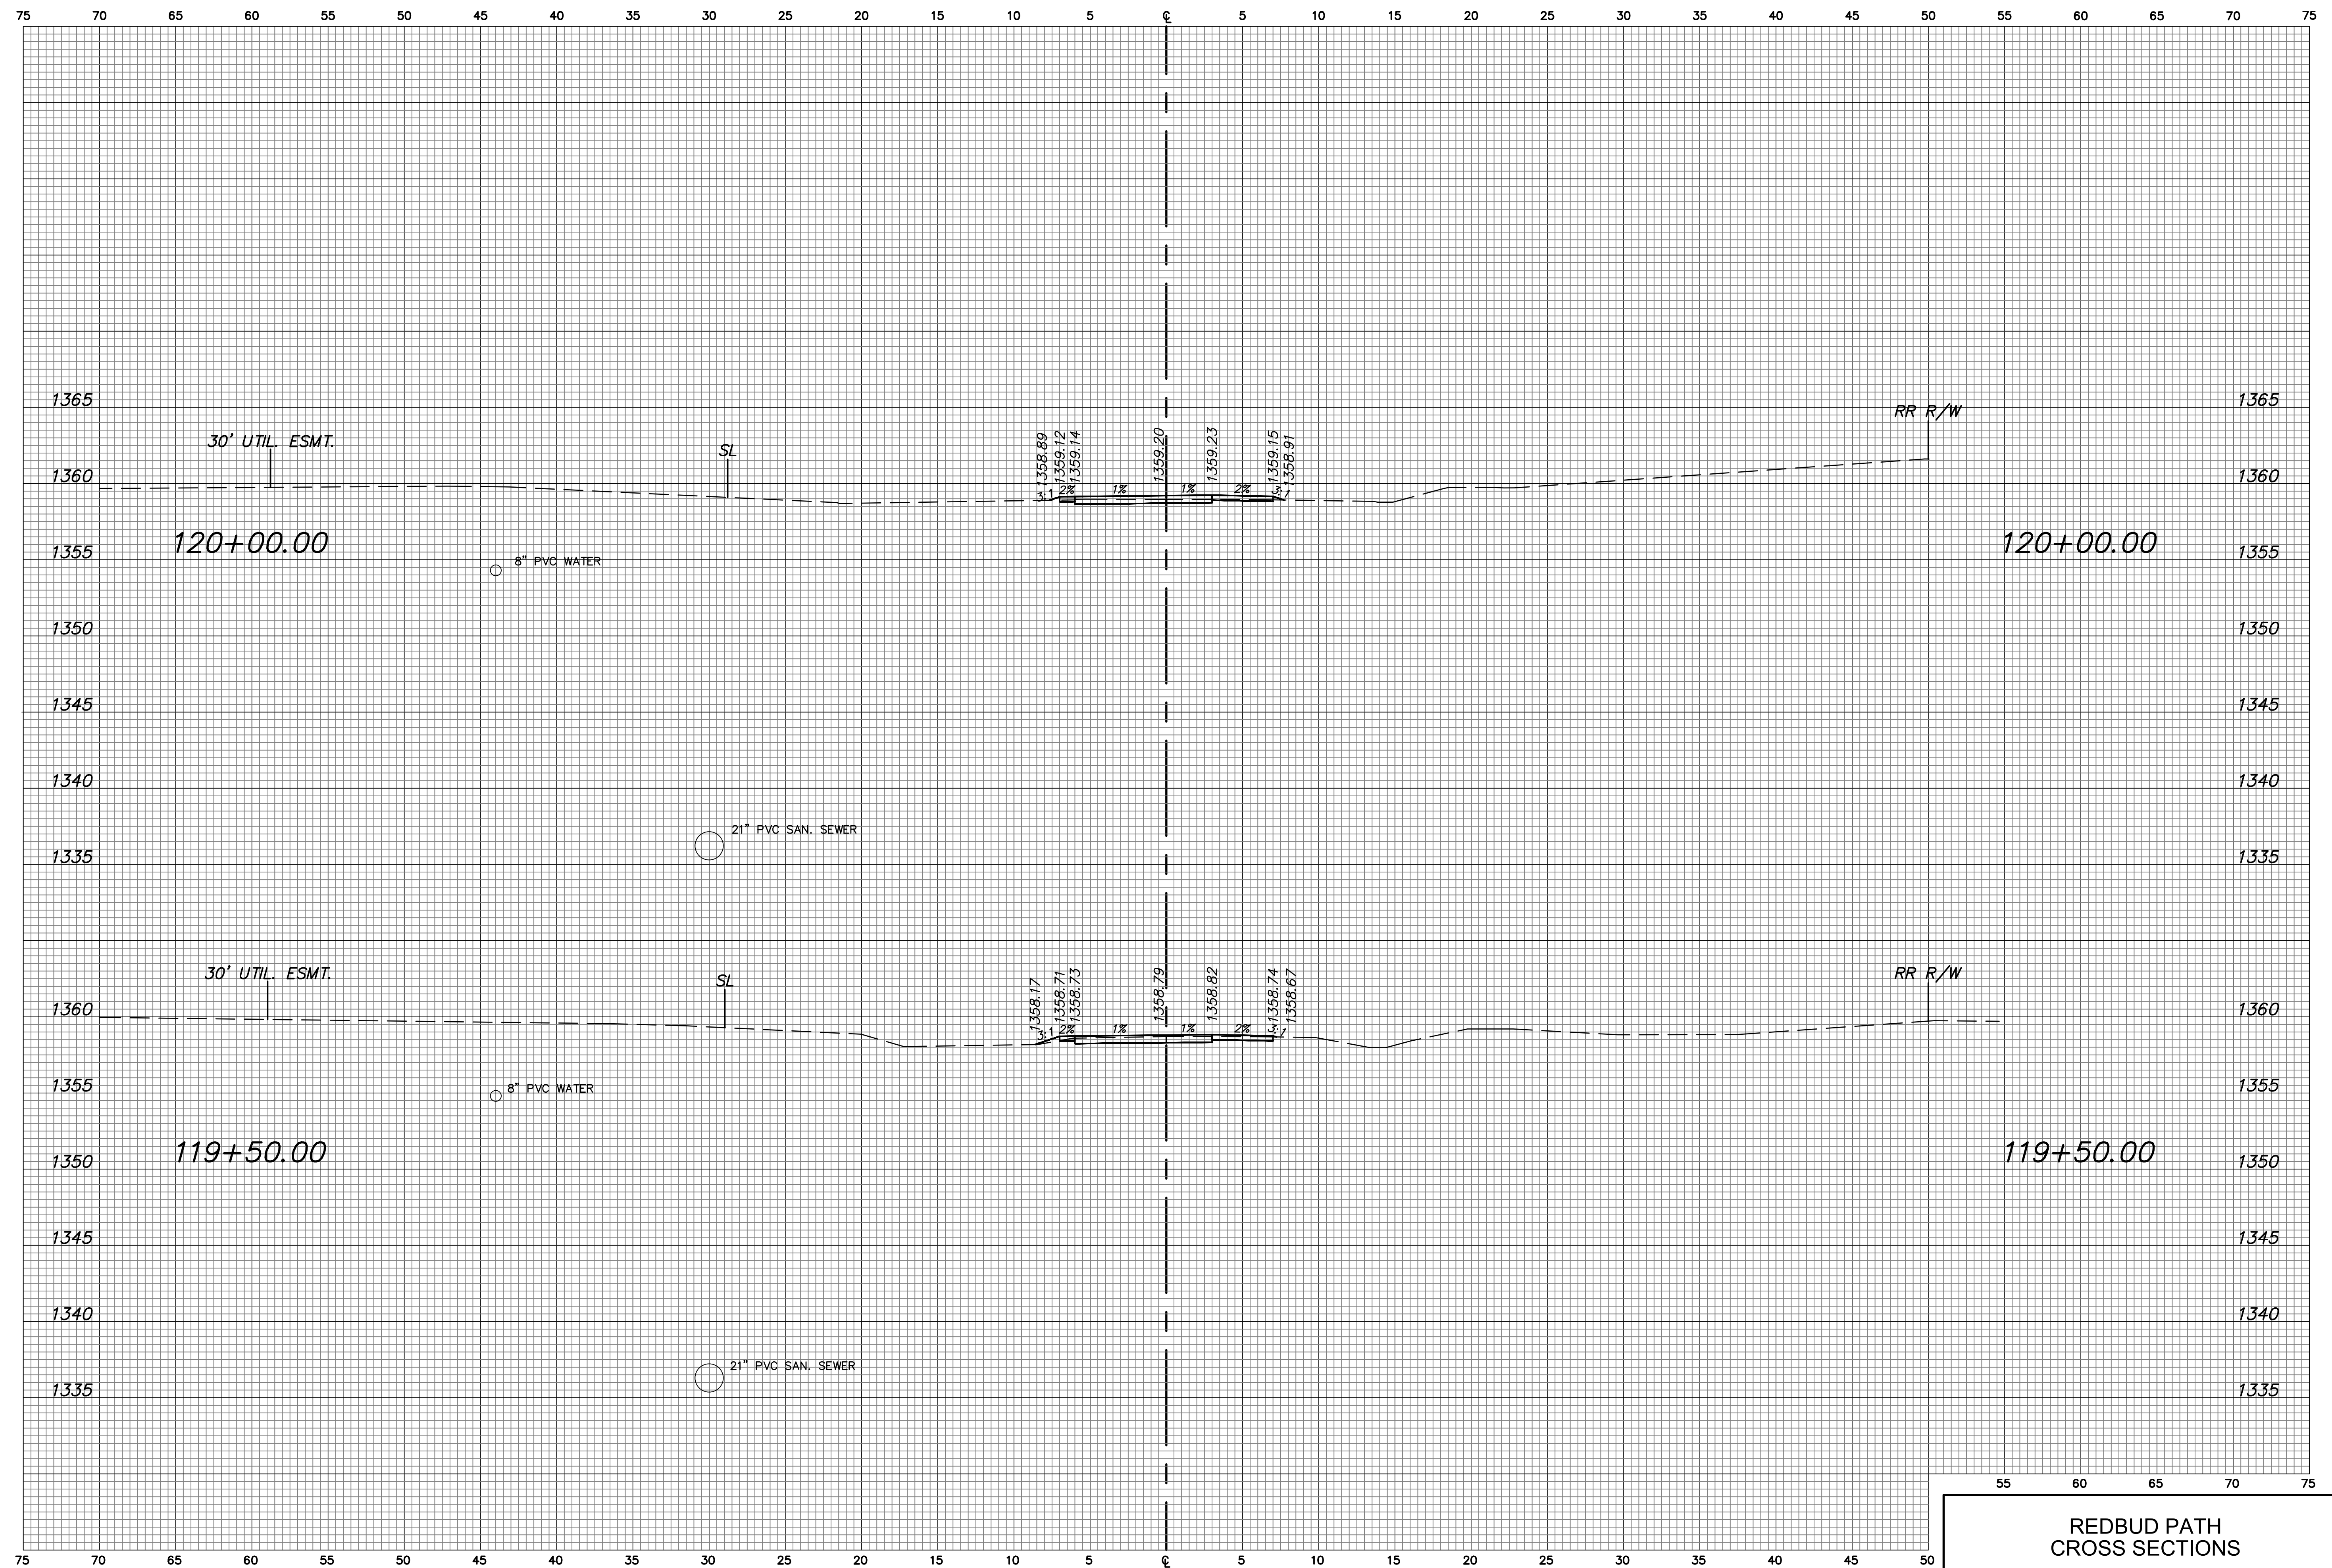 75 70 65 60 55 50 45 40 35 30 25 20 15 10 5 ℄ 5 10 15 20 25 30 35 40 45 50 55 60 65 70 75
1365 1365
RR R/W
30' UTIL. ESMT.
SL
1358.89 1359.12 1359.14 1359.20 1359.23 1359.15 1358.91
1360 1360
3:1 2% 1% 1% 2% 3:1
120+00.00 120+00.00
1355 1355
8" PVC WATER
1350 1350
1345 1345
1340 1340
21" PVC SAN. SEWER
1335 1335
30' UTIL. ESMT.
RR R/W
SL
1358.17 1358.71 1358.73 1358.79 1358.82 1358.74 1358.67
1360 1360
3:1 2% 1% 1% 2% 3:1
1355 1355
8" PVC WATER
119+50.00 119+50.00
1350 1350
1345 1345
1340 1340
21" PVC SAN. SEWER
1335 1335
55 60 65 70 75
REDBUD PATH
CROSS SECTIONS
75 70 65 60 55 50 45 40 35 30 25 20 15 10 5 ℄ 5 10 15 20 25 30 35 40 45 50